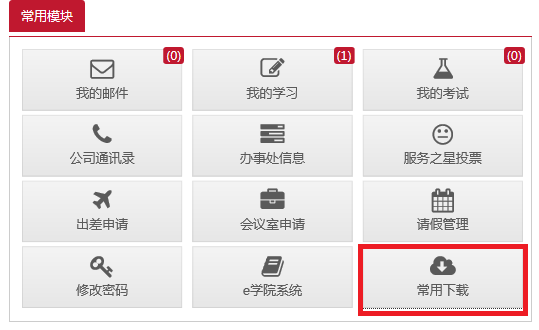 常用模块
(0) (1) (0)
我的邮件 我的学习 我的考试
公司通讯录 办事处信息 服务之星投票
出差申请 会议室申请 请假管理
修改密码 e学院系统 常用下载